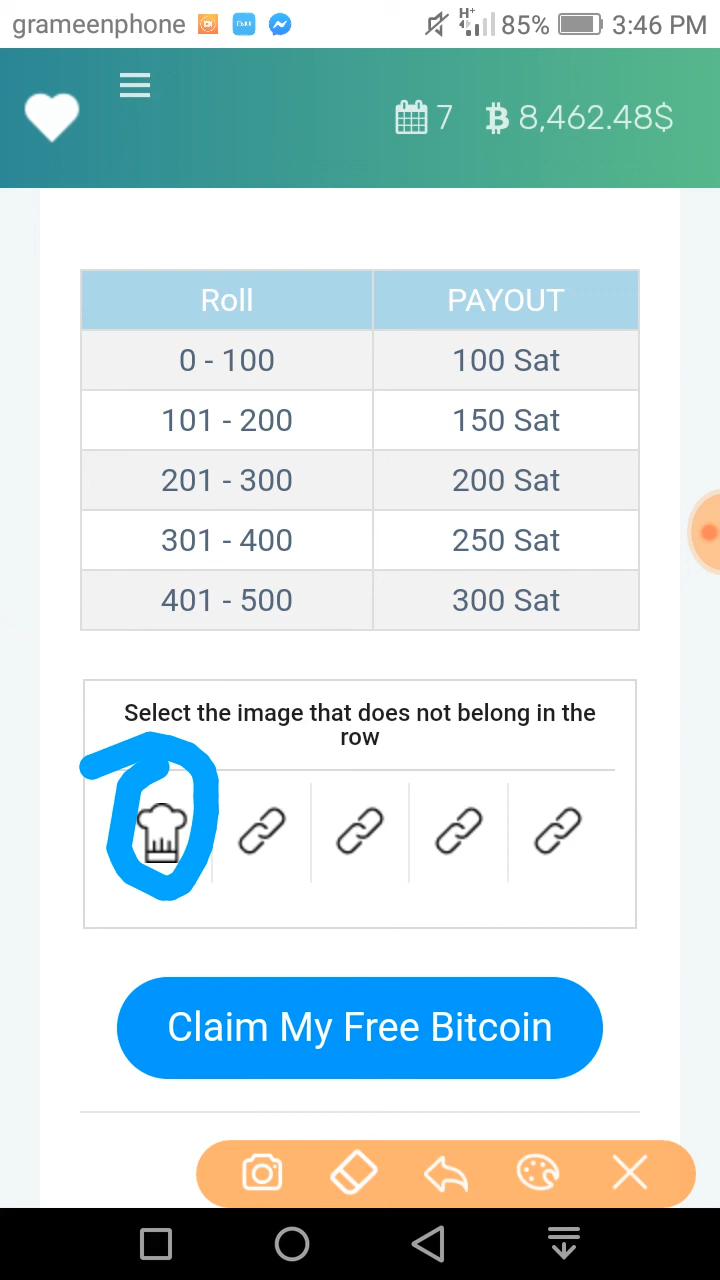 grameenphone H+ 85% 3:46 PM
7 8,462.48$
Roll PAYOUT
0 - 100 100 Sat
101 - 200 150 Sat
201 - 300 200 Sat
301 - 400 250 Sat
401 - 500 300 Sat
Select the image that does not belong in the
row
Claim My Free Bitcoin